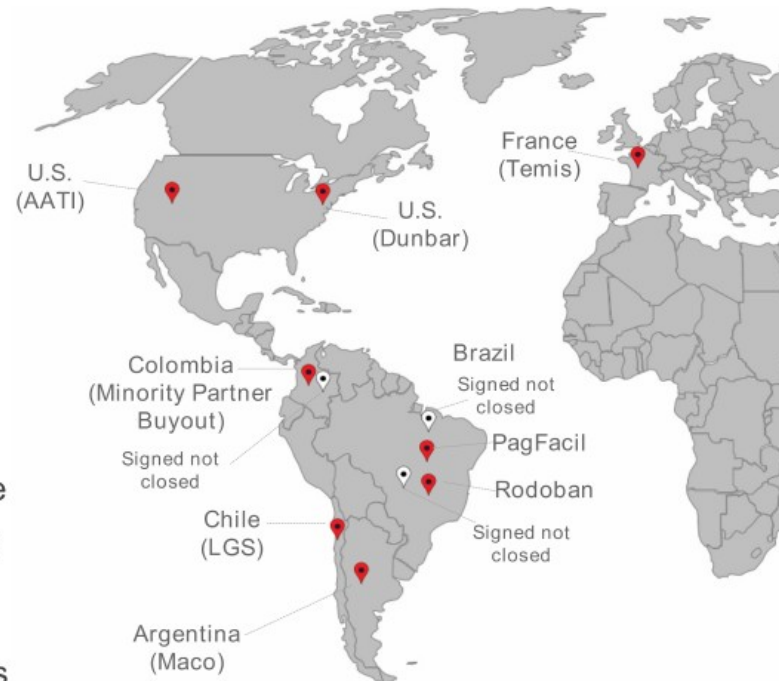 France
(Temis)
U.S.
(AATI)
U.S.
(Dunbar)
Colombia
(Minority Partner
Buyout)
Signed not
closed
Brazil
Signed not
closed
PagFacil
Rodoban
Signed not
closed
Chile
(LGS)
Argentina
(Maco)